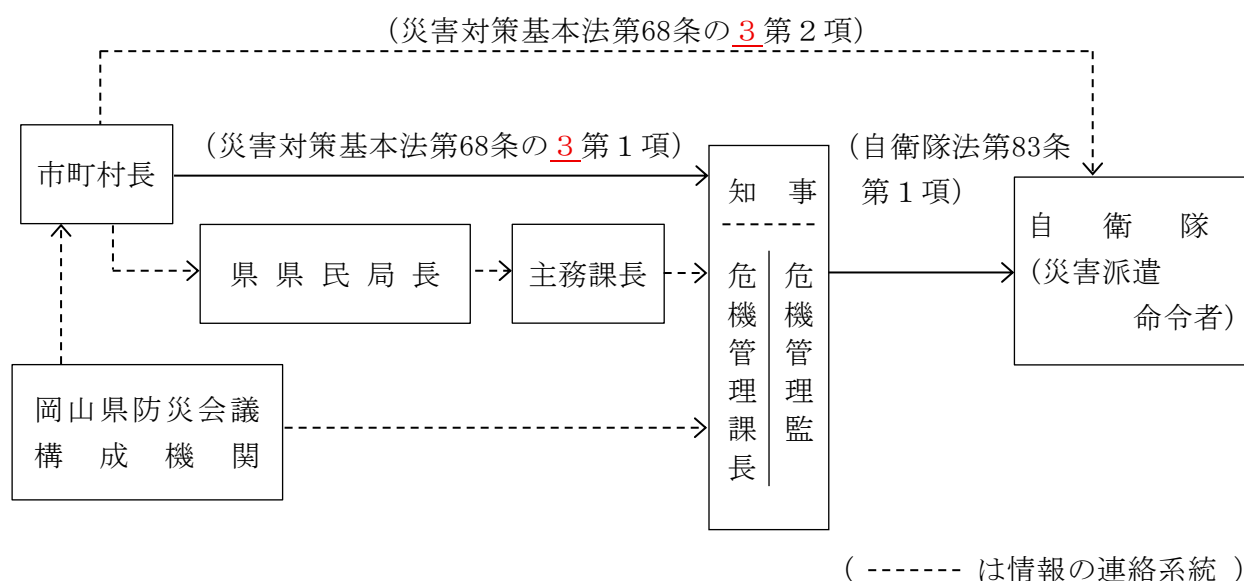 (災害対策基本法第68条の3第2項)
(災害対策基本法第68条の3第1項)
(自衛隊法第83条
第1項)
市町村長
知 事
危機管理課長
危機管理監
自 衛 隊
(災害派遣
命令者)
県 県 民 局 長
主務課長
岡山県防災会議
構 成 機 関
( ------- は情報の連絡系統 )